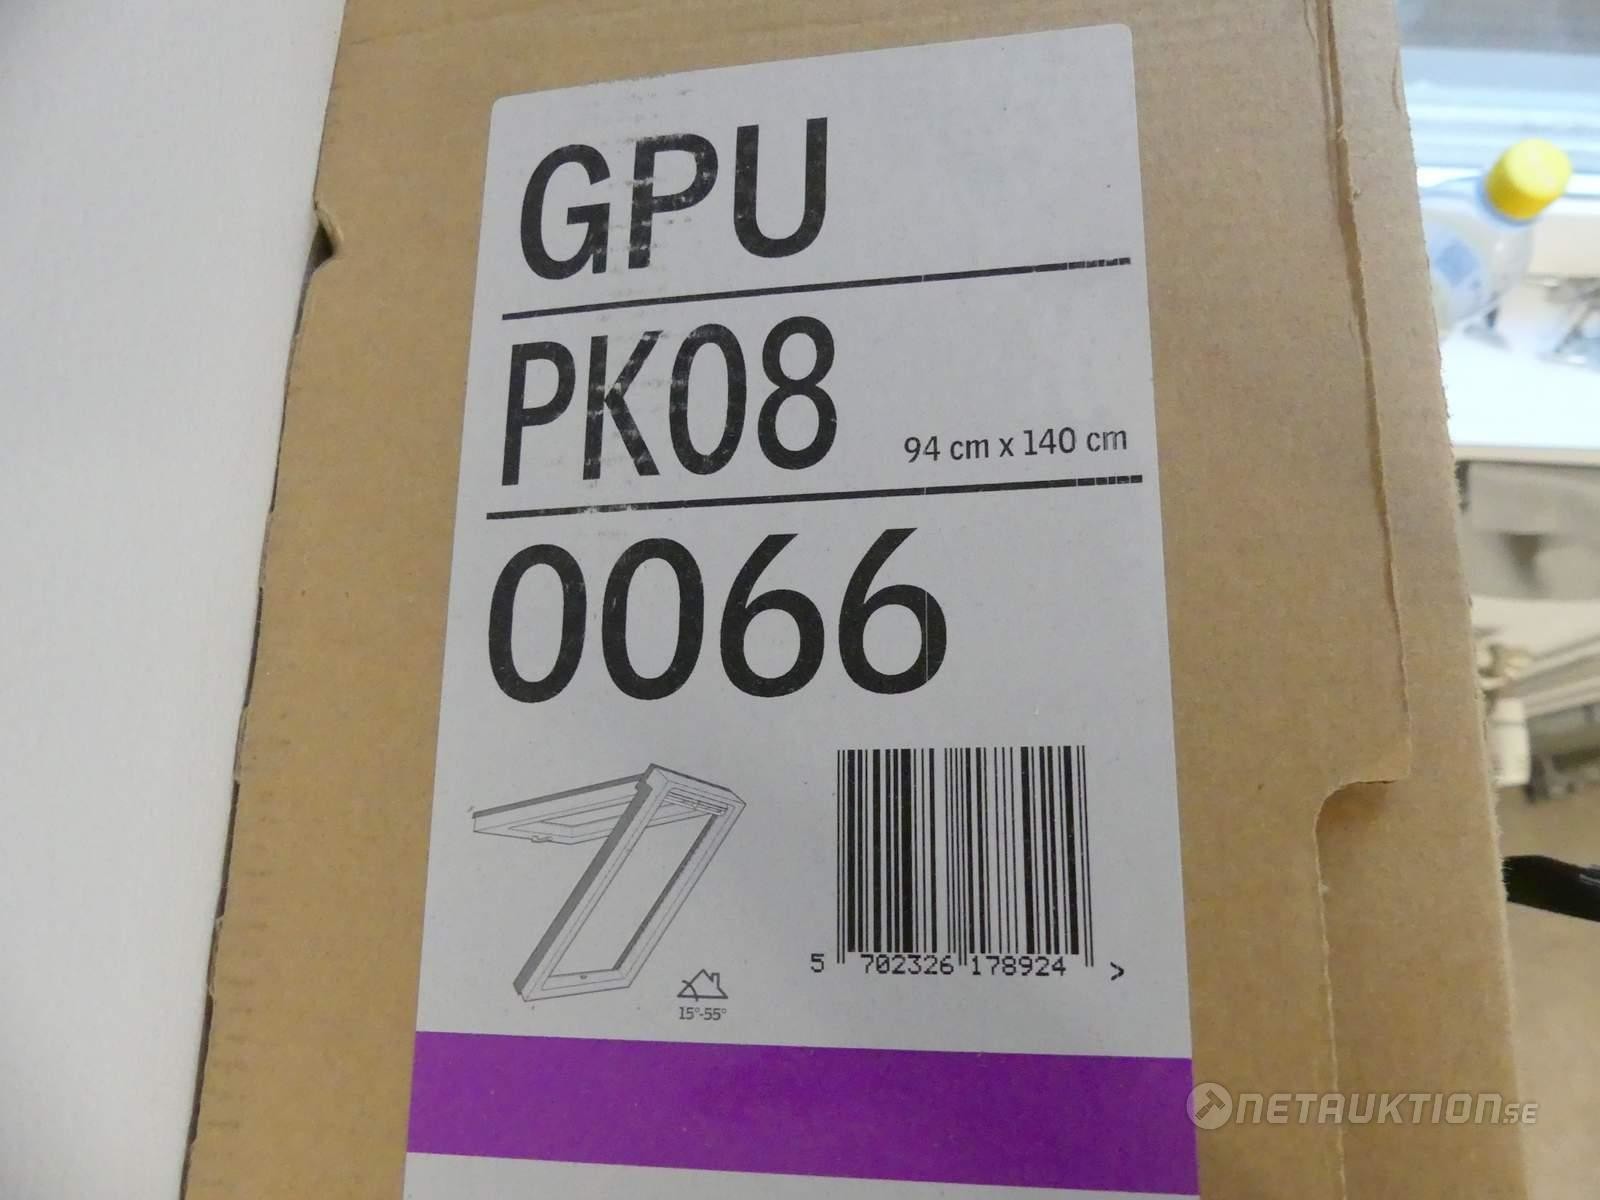 GPU
PK08
94 cm x 140 cm
0066
15°-55°
5 702326 178924 >
NETAUKTION.SE